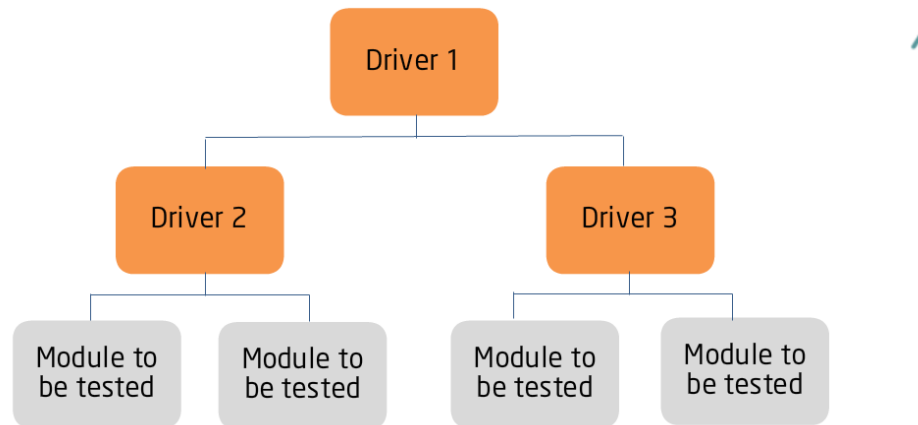 Driver 1
Driver 2
Driver 3
Module to
be tested
Module to
be tested
Module to
be tested
Module to
be tested